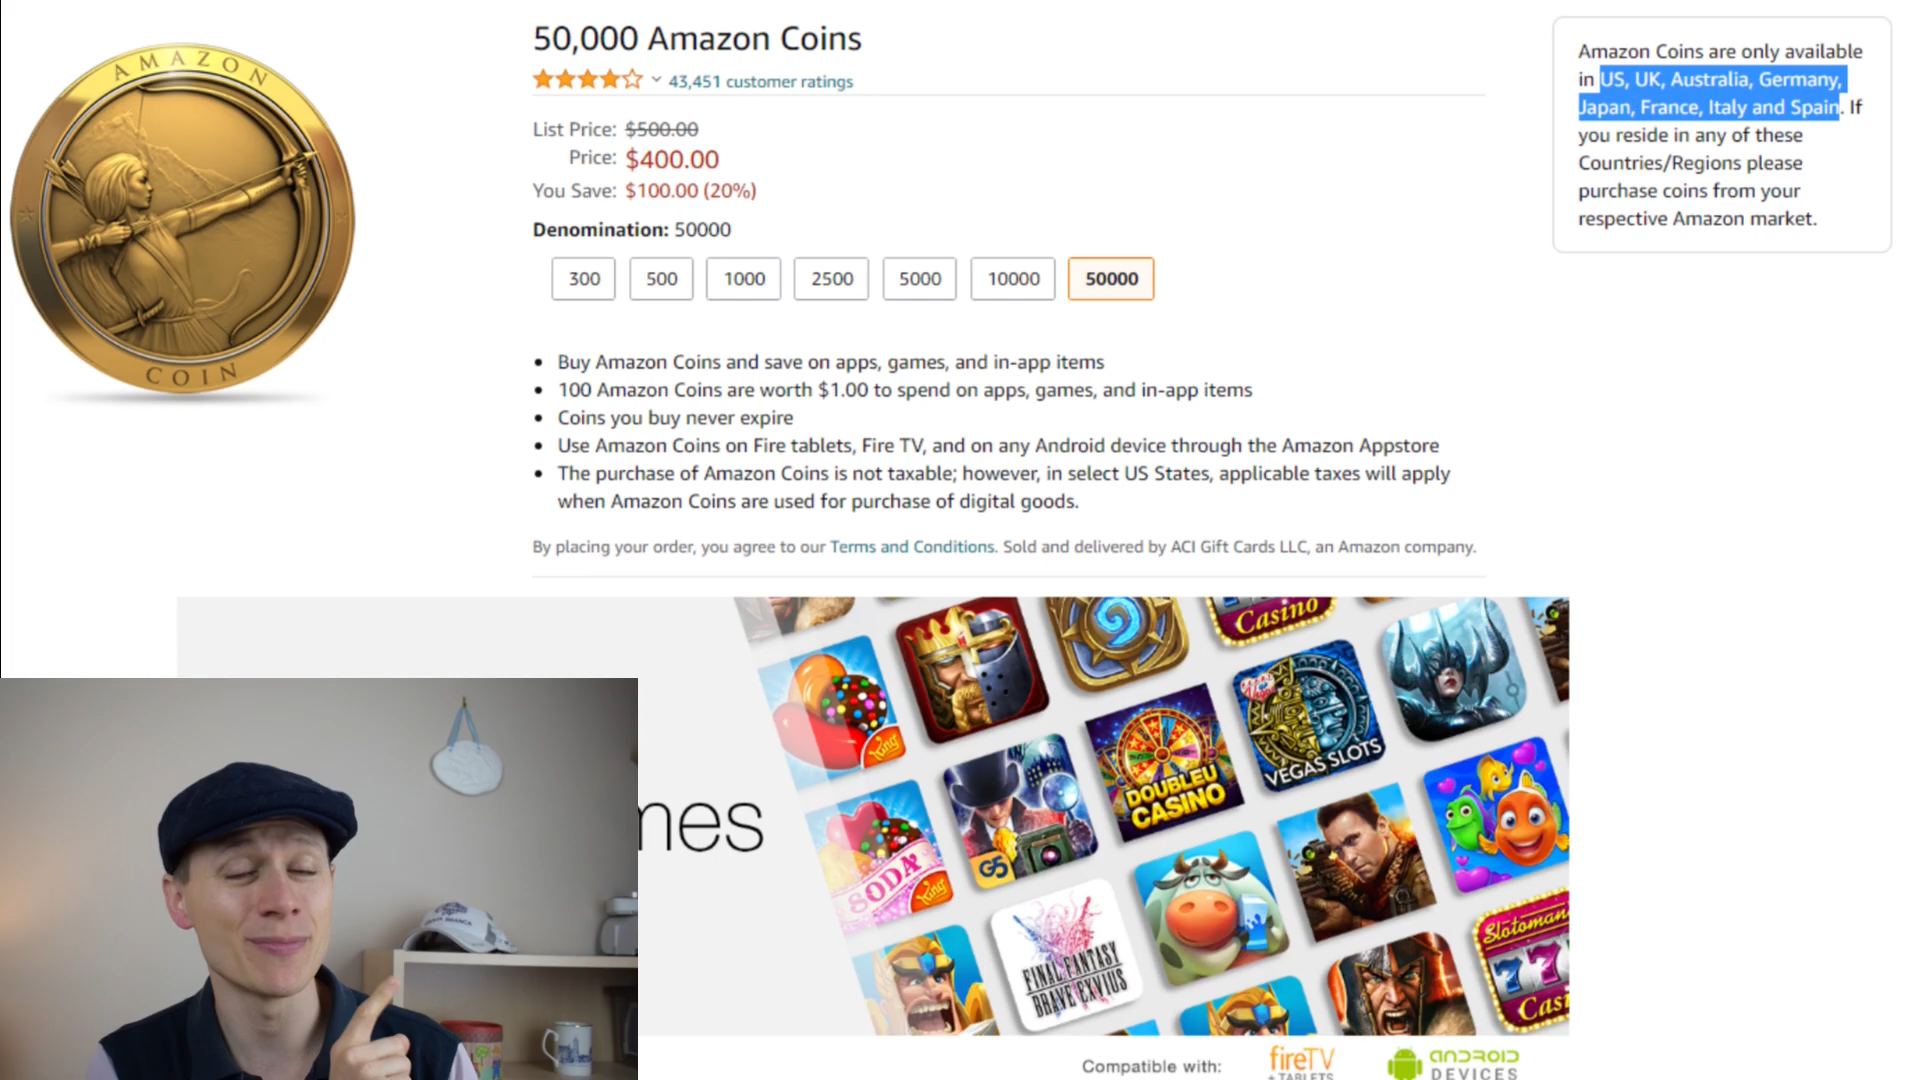 AMAZON
COIN
50,000 Amazon Coins
43,451 customer ratings
List Price: $500.00
Price: $400.00
You Save: $100.00 (20%)
Denomination: 50000
300 500 1000 2500 5000 10000 50000
• Buy Amazon Coins and save on apps, games, and in-app items
• 100 Amazon Coins are worth $1.00 to spend on apps, games, and in-app items
• Coins you buy never expire
• Use Amazon Coins on Fire tablets, Fire TV, and on any Android device through the Amazon Appstore
• The purchase of Amazon Coins is not taxable; however, in select US States, applicable taxes will apply
when Amazon Coins are used for purchase of digital goods.
By placing your order, you agree to our Terms and Conditions. Sold and delivered by ACI Gift Cards LLC, an Amazon company.
Amazon Coins are only available
in US, UK, Australia, Germany,
Japan, France, Italy and Spain. If
you reside in any of these
Countries/Regions please
purchase coins from your
respective Amazon market.
mes
Casino
King
VEGAS SLOTS
DOUBLEU
CASINO
SODA
King
G5
FINAL FANTASY
BRAVE EXVIUS
Slotoman
77
Casi
Compatible with:
fireTV
+ TABLETS
ANDROID
DEVICES